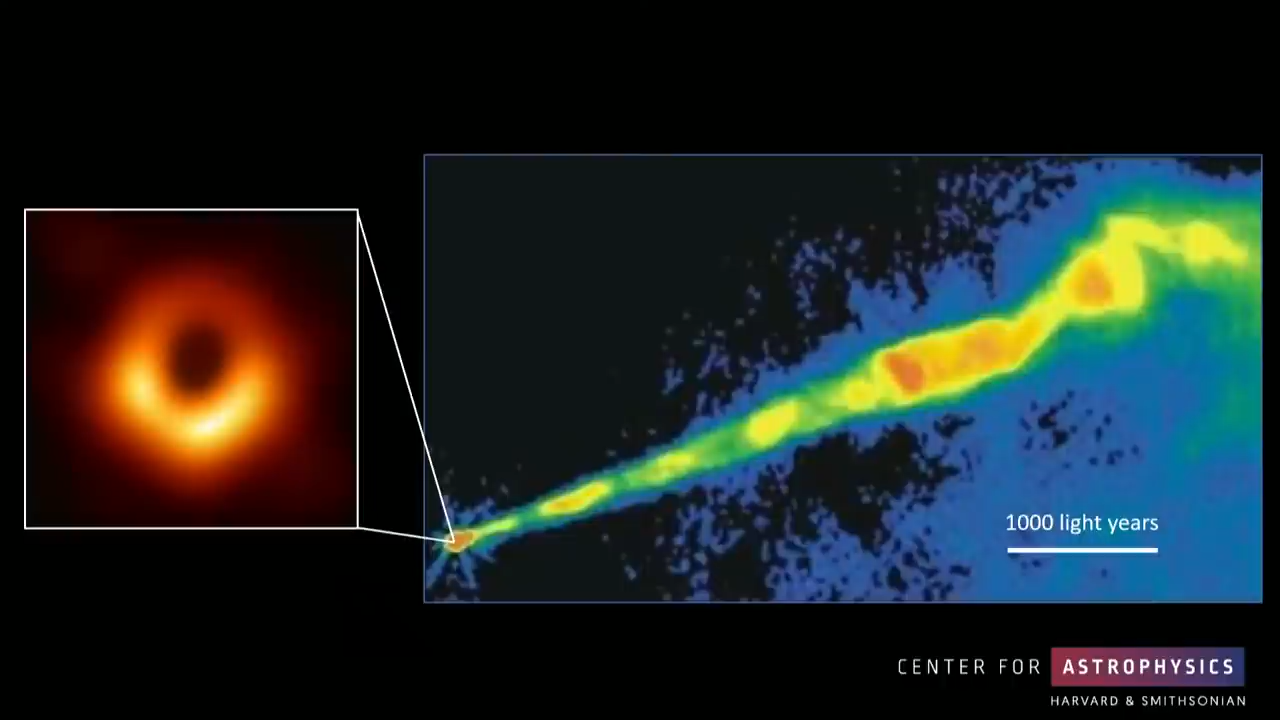 1000 light years
CENTER FOR ASTROPHYSICS
HARVARD & SMITHSONIAN